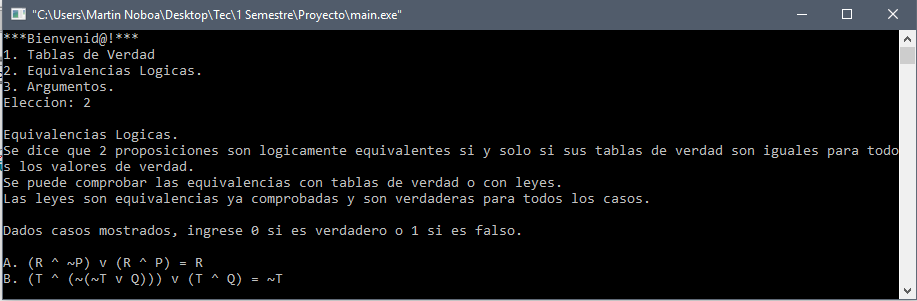 "C:\Users\Martin Noboa\Desktop\Tec\1 Semestre\Proyecto\main.exe"
***Bienvenid@!***
1. Tablas de Verdad
2. Equivalencias Logicas.
3. Argumentos.
Eleccion: 2
Equivalencias Logicas.
Se dice que 2 proposiciones son logicamente equivalentes si y solo si sus tablas de verdad son iguales para todo
s los valores de verdad.
Se puede comprobar las equivalencias con tablas de verdad o con leyes.
Las leyes son equivalencias ya comprobadas y son verdaderas para todos los casos.
Dados casos mostrados, ingrese 0 si es verdadero o 1 si es falso.
A. (R ^ ~P) v (R ^ P) = R
B. (T ^ (~(~T v Q))) v (T ^ Q) = ~T